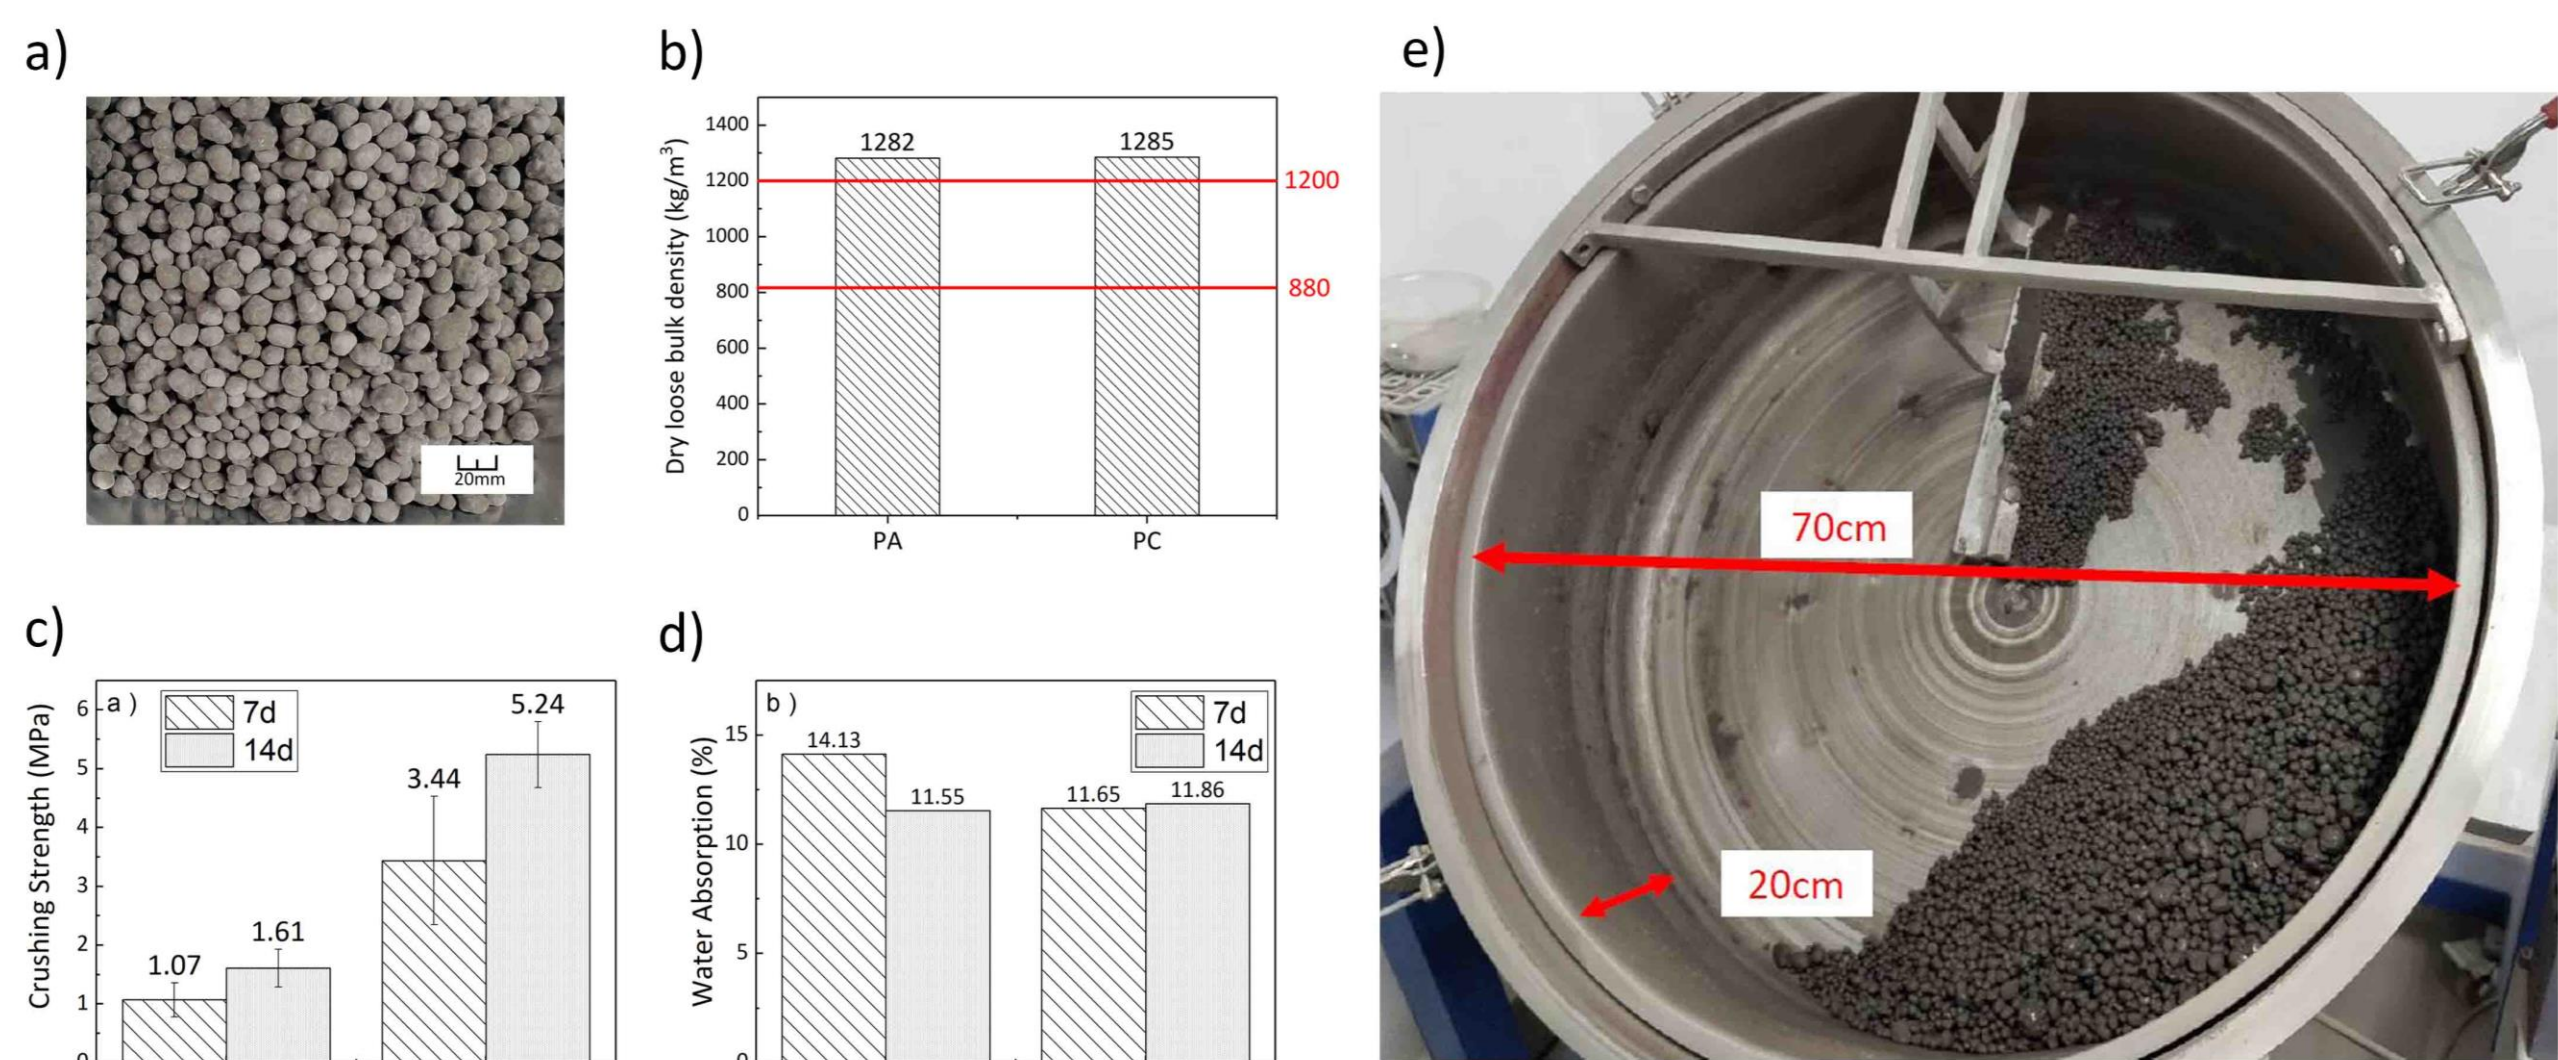 a)
20mm
b)
Dry loose bulk density (kg/m³)
1400
1200
1000
800
600
400
200
0
1282
1285
1200
880
PA
PC
c)
a )
7d
14d
Crushing Strength (MPa)
6
5
4
3
2
1
0
1.07
1.61
3.44
5.24
d)
b )
7d
14d
Water Absorption (%)
15
10
5
0
14.13
11.55
11.65
11.86
e)
70cm
20cm